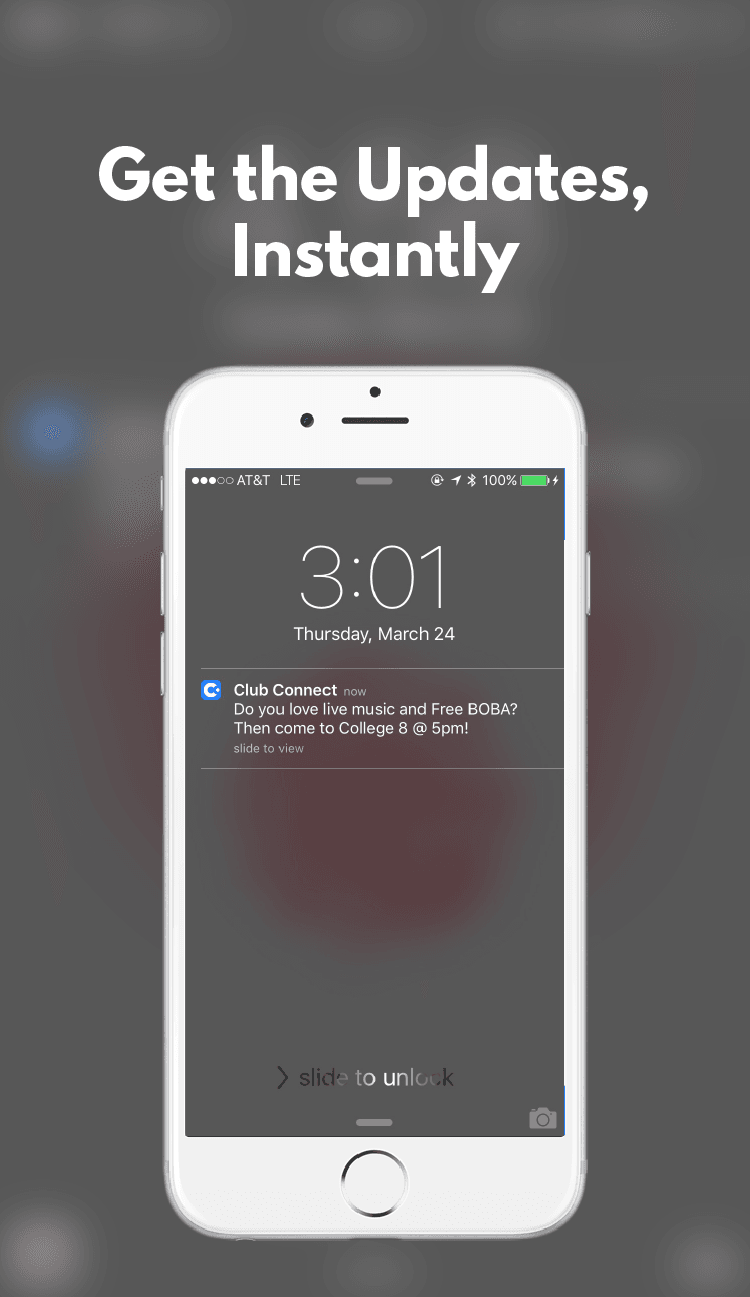 Get the Updates,
Instantly
AT&T LTE 100%
3:01
Thursday, March 24
Club Connect now
Do you love live music and Free BOBA?
Then come to College 8 @ 5pm!
slide to view
> slide to unlock